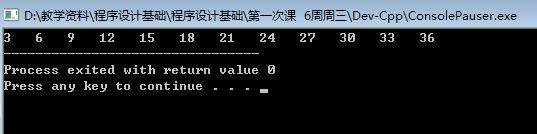 D:\教学资料\程序设计基础\程序设计基础\第一次课  6周周三\Dev-Cpp\ConsolePauser.exe
3   6   9   12   15   18   21   24   27   30   33   36
--------------------------------
Process exited with return value 0
Press any key to continue . . .